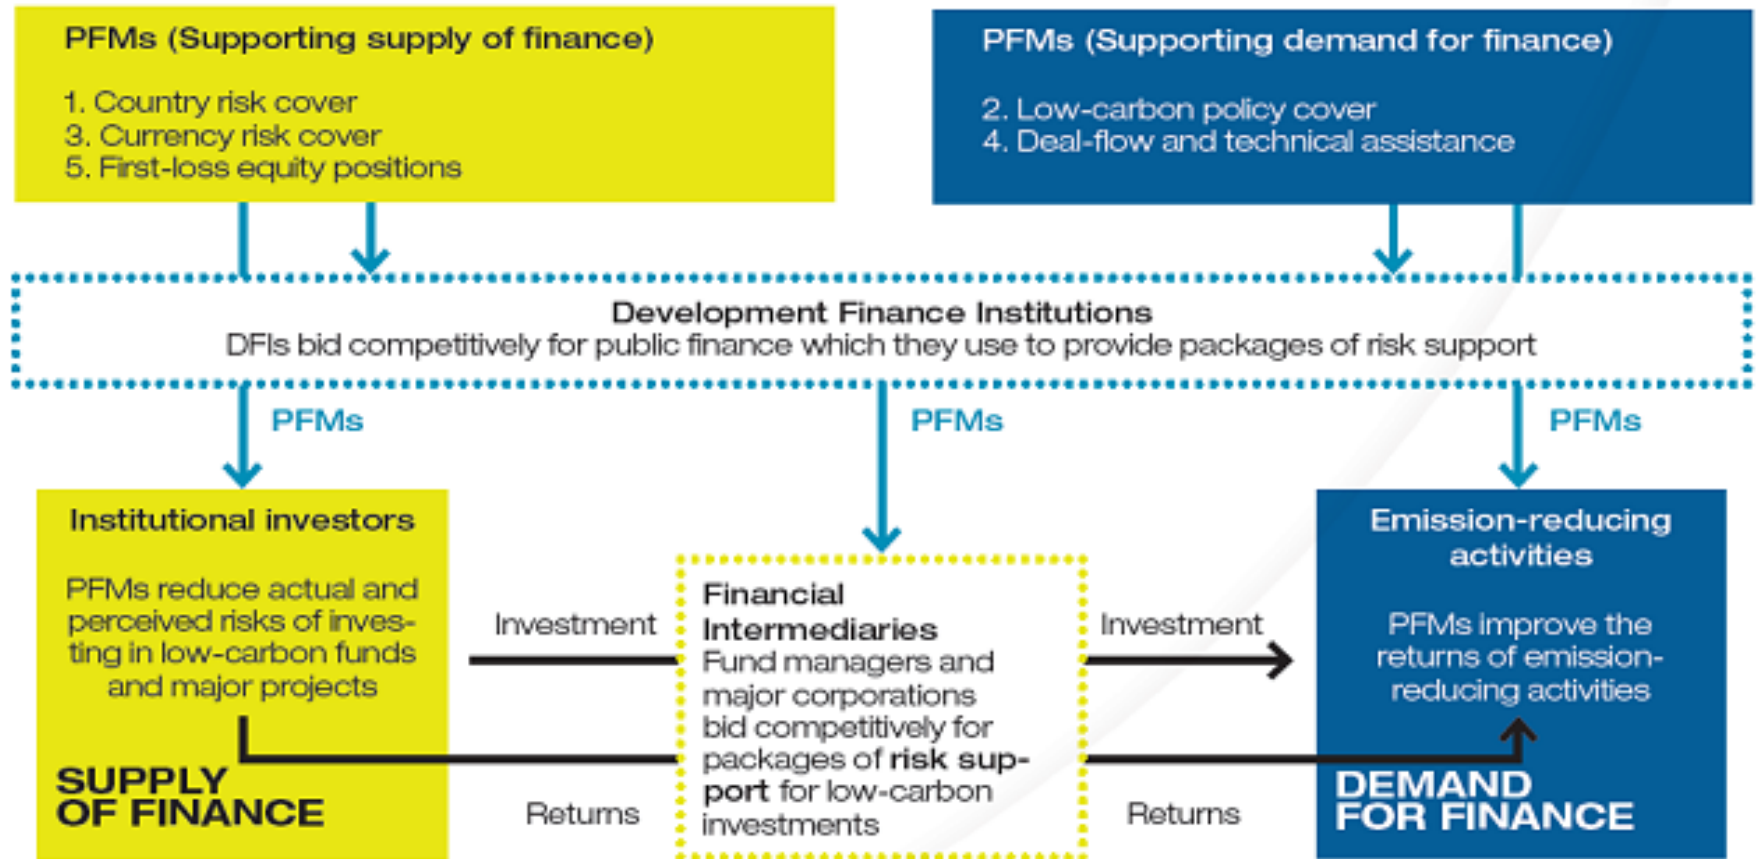 PFMs (Supporting supply of finance)
1. Country risk cover
3. Currency risk cover
5. First-loss equity positions
PFMs (Supporting demand for finance)
2. Low-carbon policy cover
4. Deal-flow and technical assistance
Development Finance Institutions
DFIs bid competitively for public finance which they use to provide packages of risk support
PFMs
PFMs
PFMs
Institutional investors
PFMs reduce actual and
perceived risks of inves-
ting in low-carbon funds
and major projects
SUPPLY
OF FINANCE
Investment
Returns
Financial
Intermediaries
Fund managers and
major corporations
bid competitively for
packages of risk sup-
port for low-carbon
investments
Investment
Returns
Emission-reducing
activities
PFMs improve the
returns of emission-
reducing activities
DEMAND
FOR FINANCE